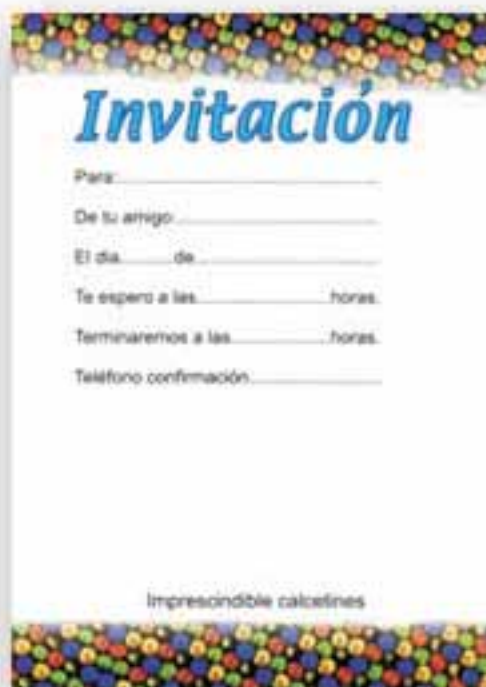 Invitación
Para:
De tu amigo:
El día de
Te espero a las horas.
Terminaremos a las horas.
Teléfono confirmación
Imprescindible calcetines